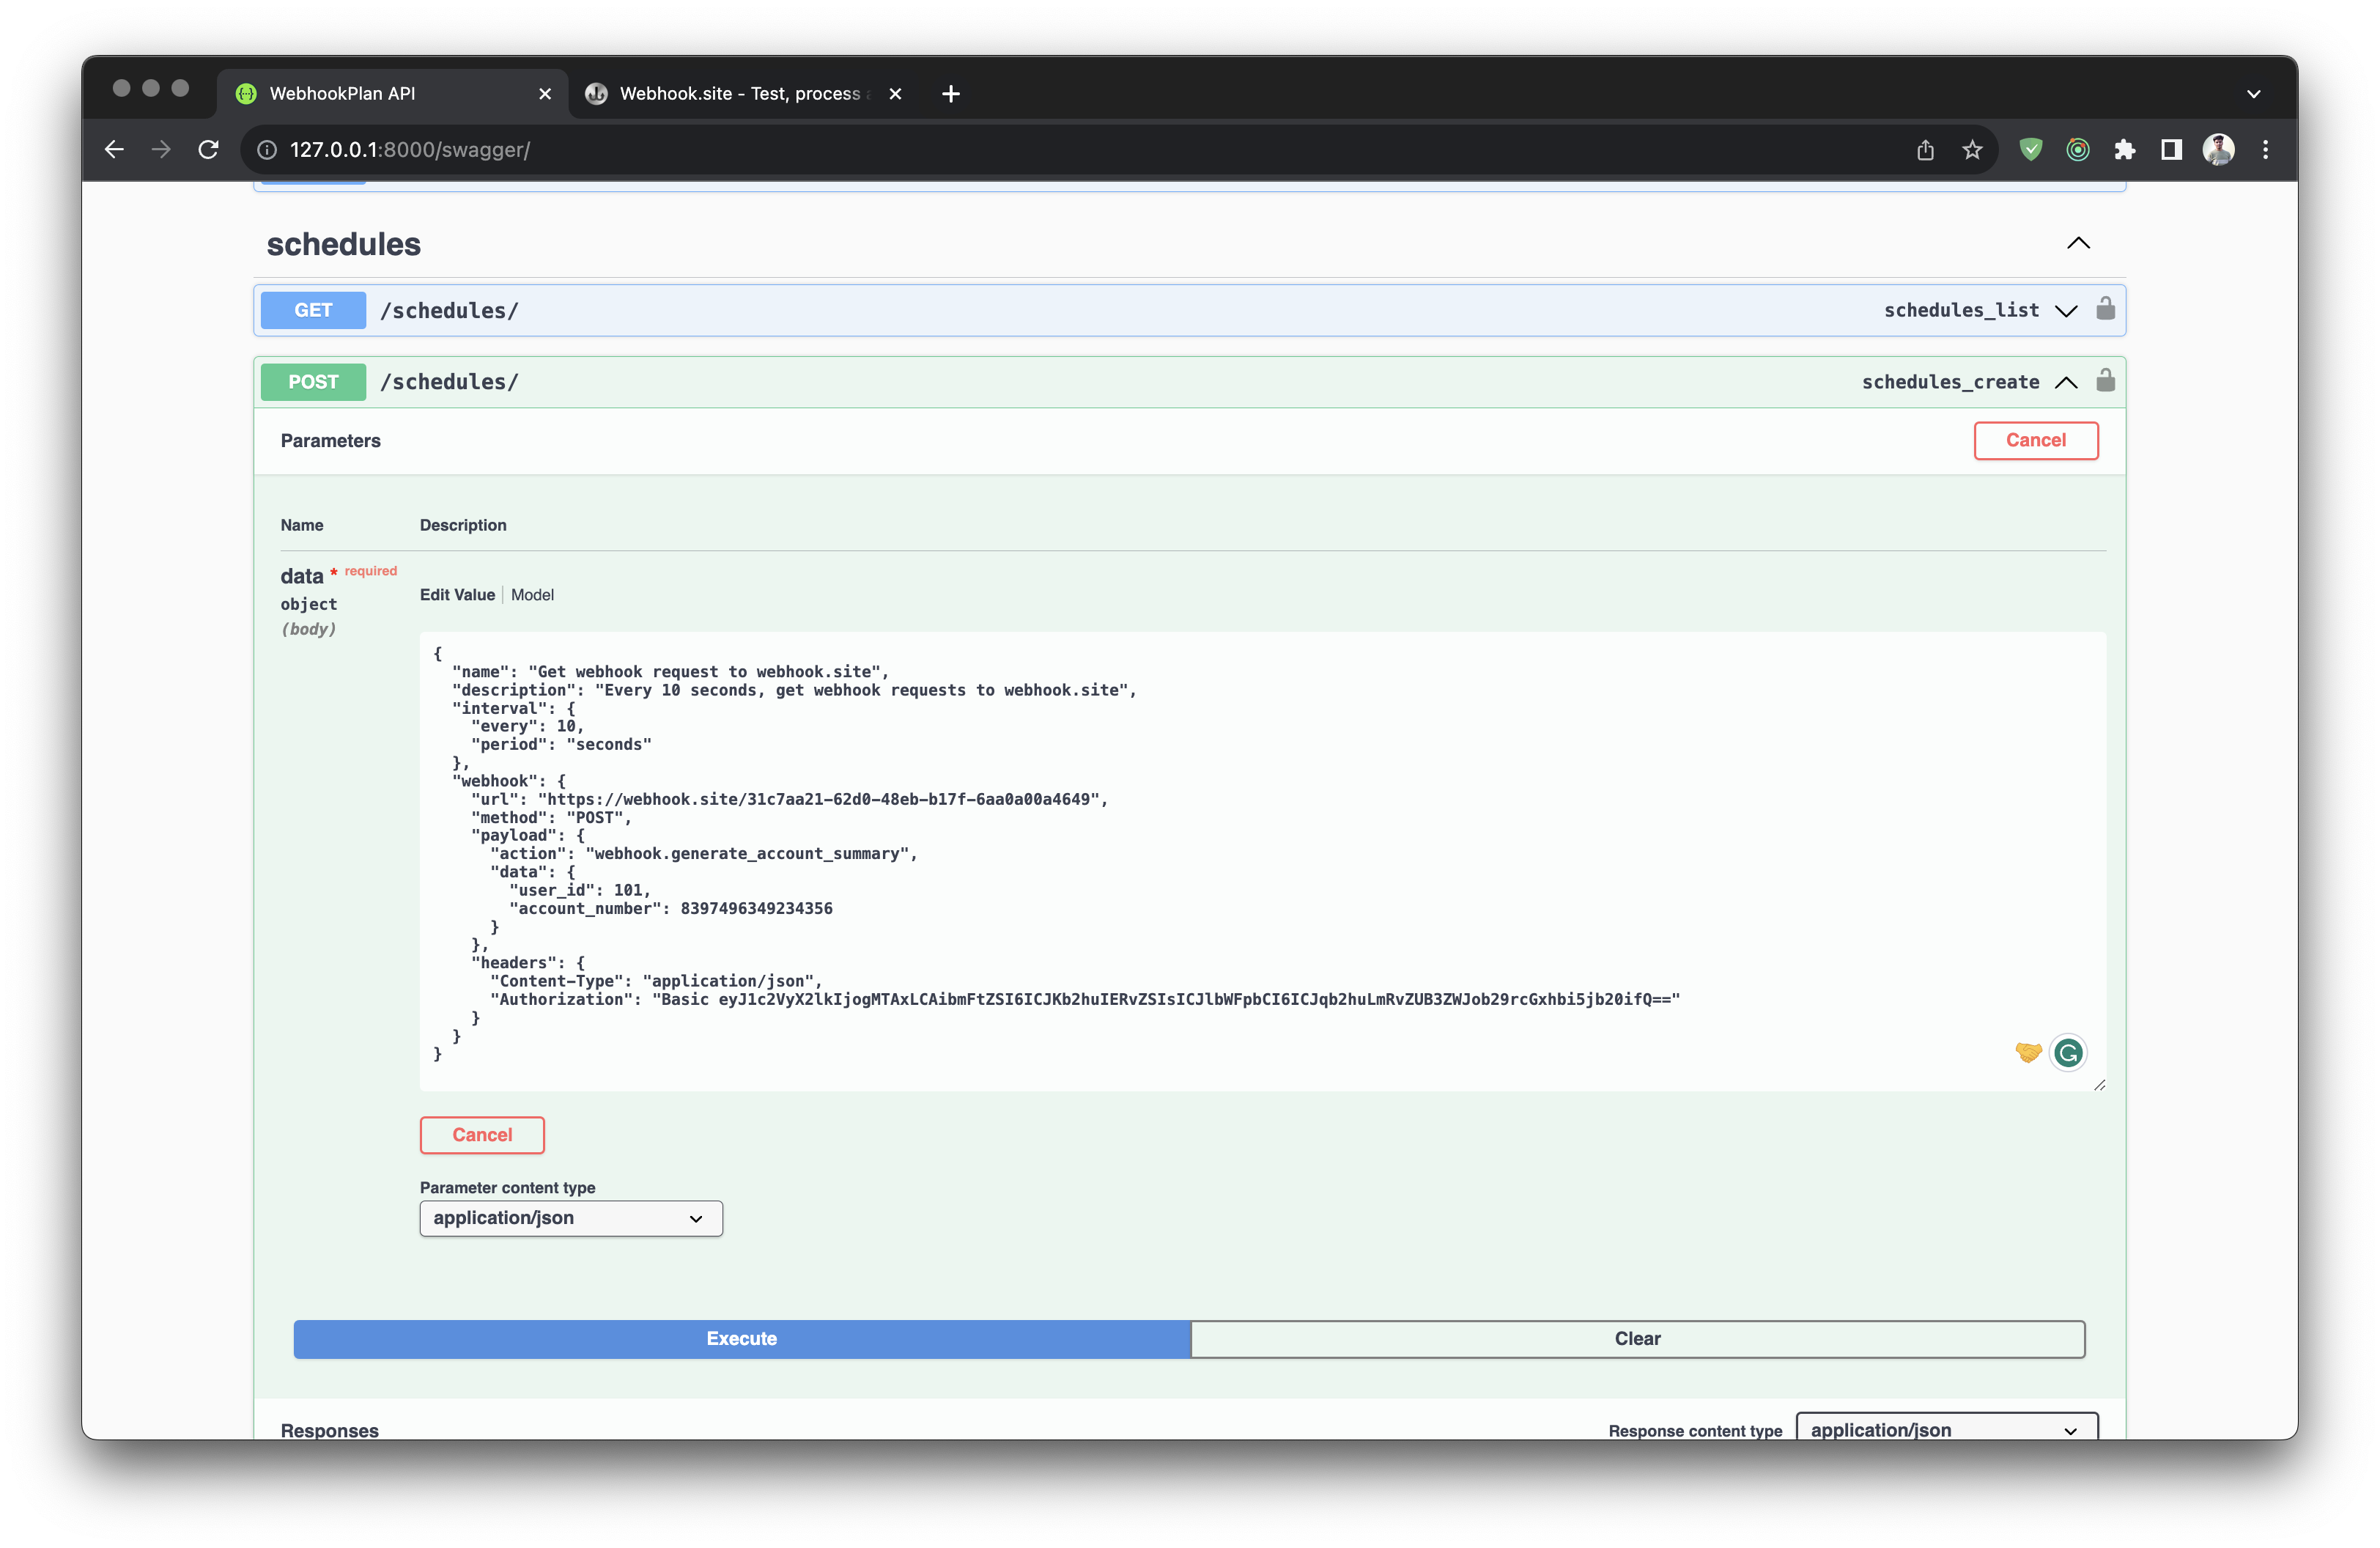 WebhookPlan API
Webhook.site - Test, process a
127.0.0.1:8000/swagger/
schedules
GET /schedules/ schedules_list
POST /schedules/ schedules_create
Parameters Cancel
Name Description
data * required
object
(body)
Edit Value Model
{
  "name": "Get webhook request to webhook.site",
  "description": "Every 10 seconds, get webhook requests to webhook.site",
  "interval": {
    "every": 10,
    "period": "seconds"
  },
  "webhook": {
    "url": "https://webhook.site/31c7aa21-62d0-48eb-b17f-6aa0a00a4649",
    "method": "POST",
    "payload": {
      "action": "webhook.generate_account_summary",
      "data": {
        "user_id": 101,
        "account_number": 8397496349234356
      }
    },
    "headers": {
      "Content-Type": "application/json",
      "Authorization": "Basic eyJ1c2VyX2lkIjogMTAxLCAibmFtZSI6ICJKb2huIERvZSIsICJlbWFpbCI6ICJqb2huLmRvZUB3ZWJob29rcGxhbi5jb20ifQ=="
    }
  }
}
Cancel
Parameter content type
application/json
Execute Clear
Responses Response content type application/json